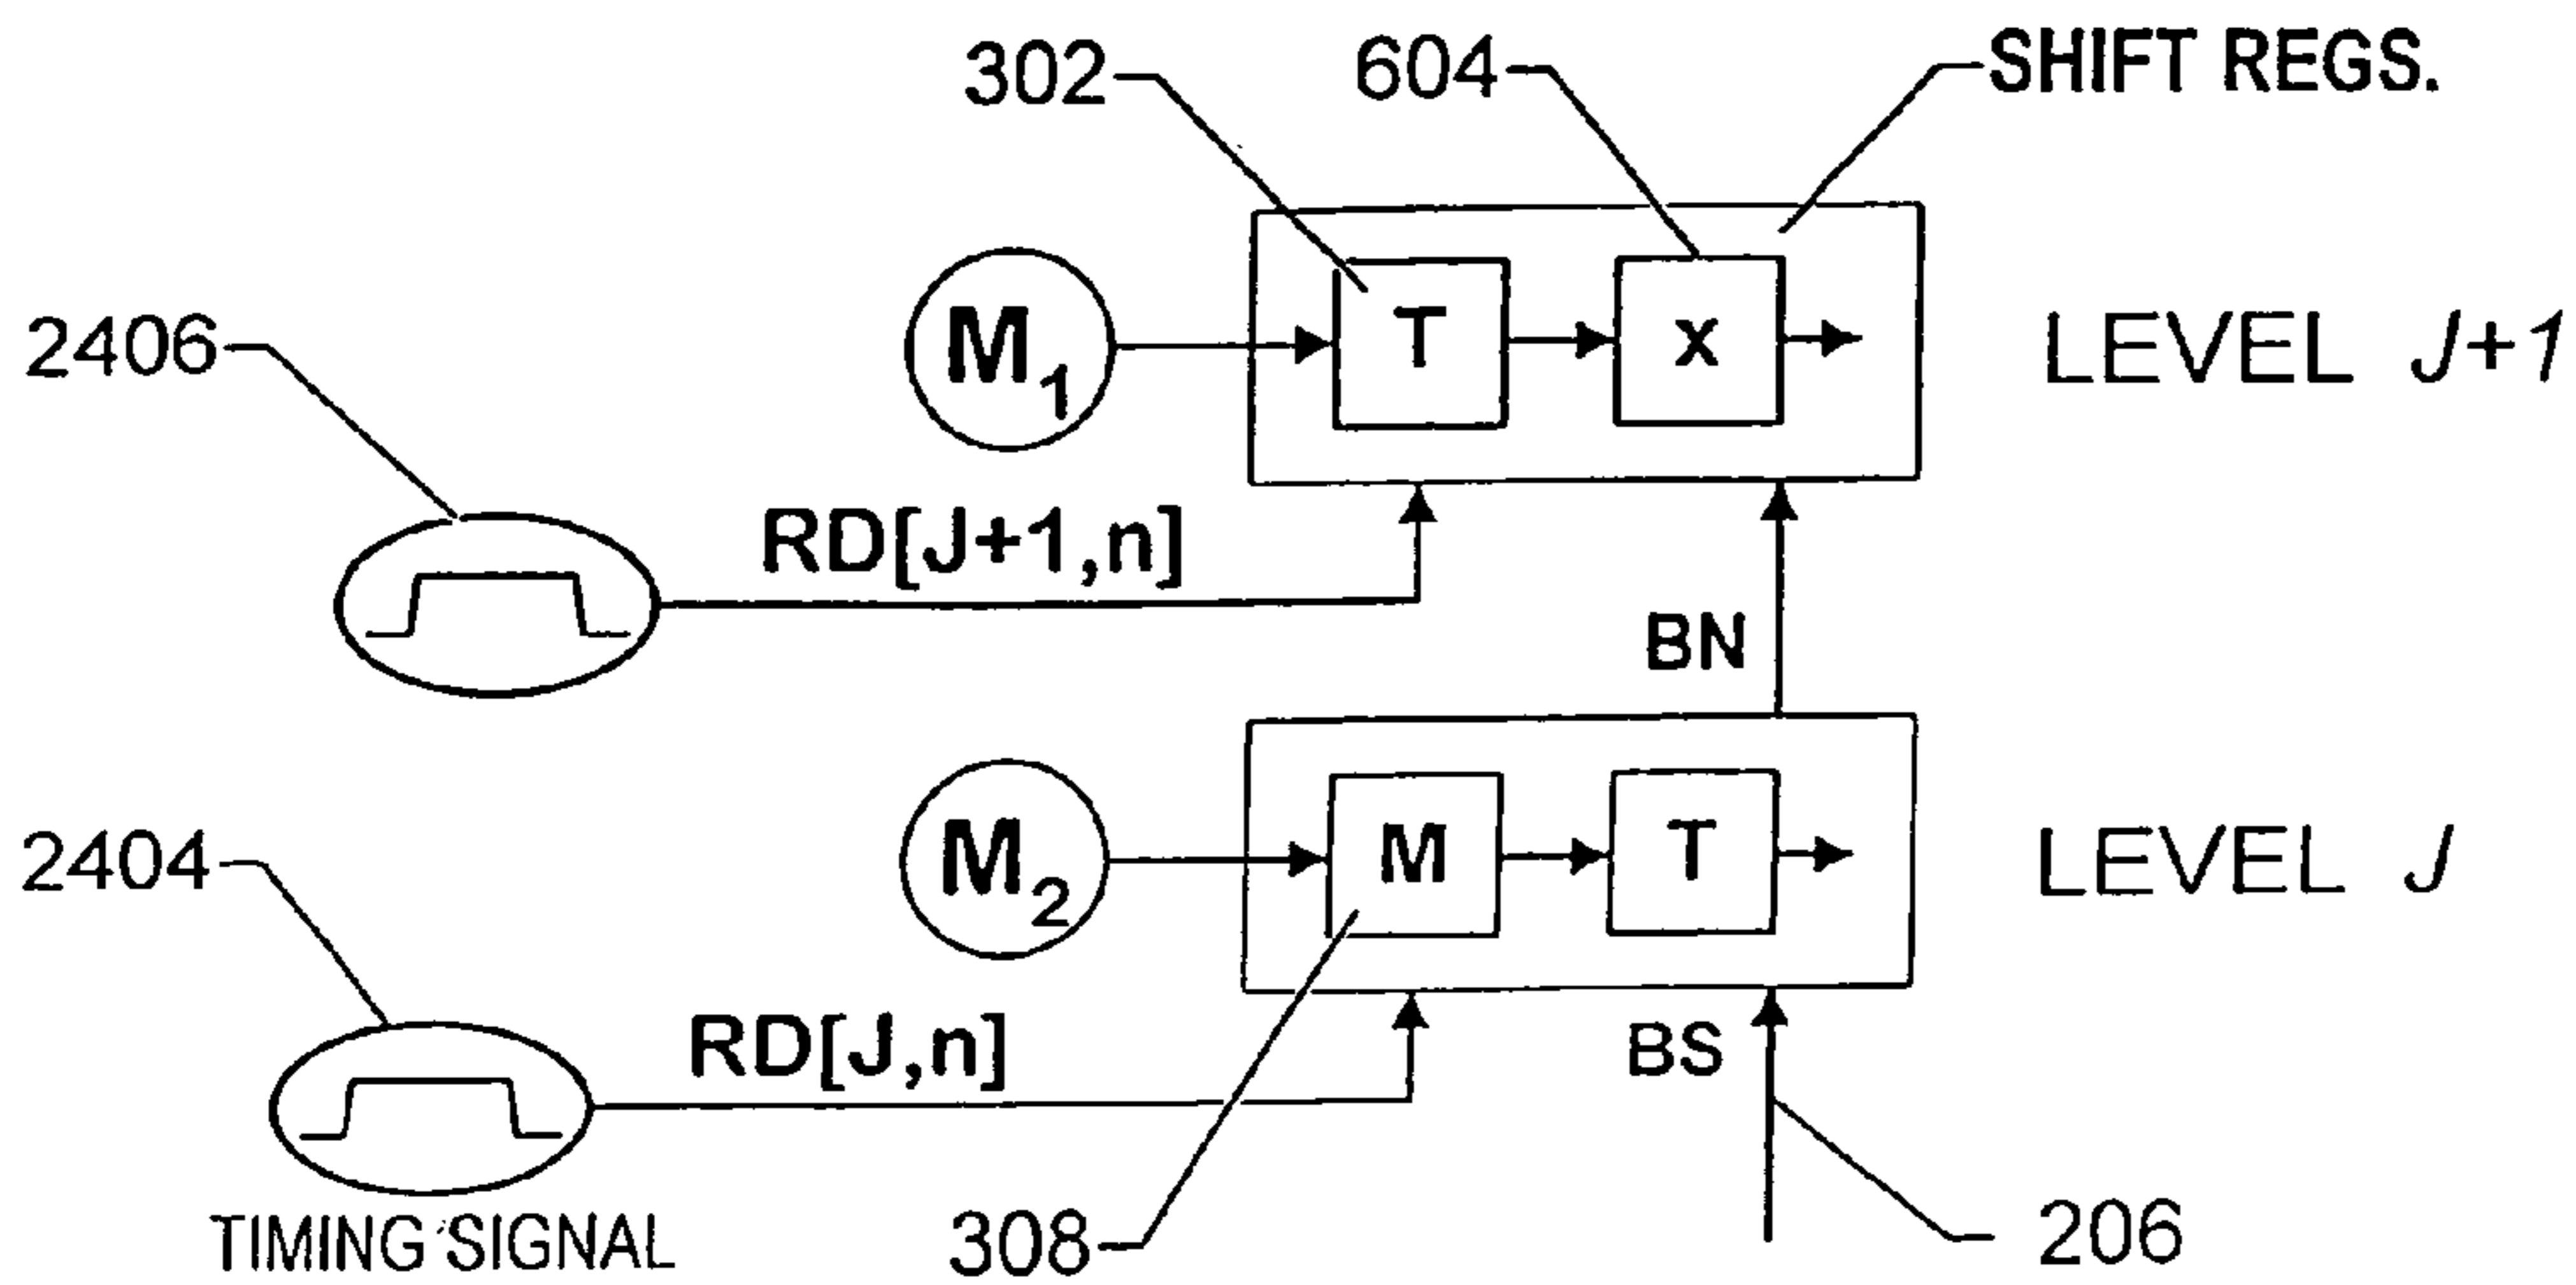 302
604
SHIFT REGS.
2406
M1
T
x
LEVEL J+1
RD[J+1,n]
BN
2404
M2
M
T
LEVEL J
RD[J,n]
BS
TIMING SIGNAL
308
206